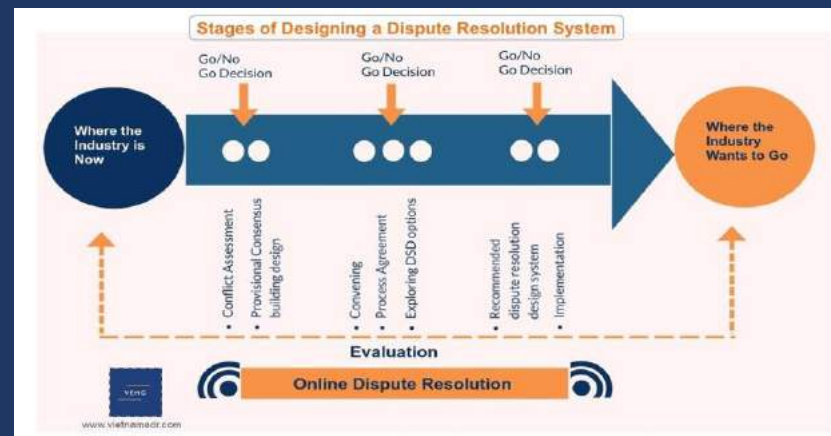 Stages of Designing a Dispute Resolution System
Go/No
Go Decision
Go/No
Go Decision
Go/No
Go Decision
Where the
Industry is
Now
Where the
Industry
Wants to Go
• Conflict Assessment
• Provisional Consensus
building design
• Convening
• Process Agreement
• Exploring DSD options
• Recommended
dispute resolution
design system
• Implementation
Evaluation
Online Dispute Resolution
www.vietnamadr.com